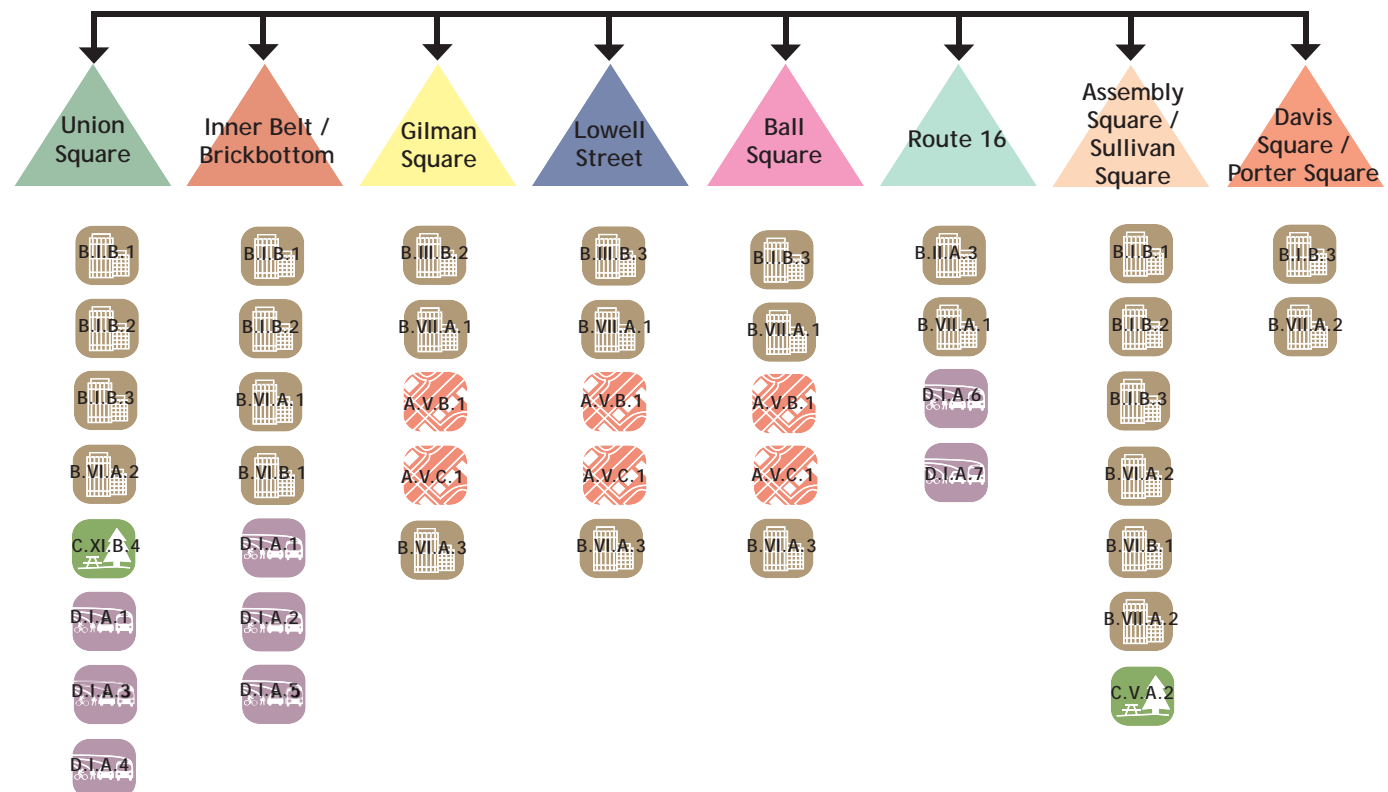 Union
Square
Inner Belt /
Brickbottom
Gilman
Square
Lowell
Street
Ball
Square
Route 16
Assembly
Square /
Sullivan
Square
Davis
Square /
Porter Square
B.I.B.1
B.I.B.2
B.I.B.3
B.VI.A.2
C.XI.B.4
D.I.A.1
D.I.A.3
D.I.A.4
B.I.B.1
B.I.B.2
B.VI.A.1
B.VI.B.1
D.I.A.1
D.I.A.2
D.I.A.5
B.III.B.2
B.VII.A.1
A.V.B.1
A.V.C.1
B.VI.A.3
B.III.B.3
B.VII.A.1
A.V.B.1
A.V.C.1
B.VI.A.3
B.I.B.3
B.VII.A.1
A.V.B.1
A.V.C.1
B.VI.A.3
B.II.A.3
B.VII.A.1
D.I.A.6
D.I.A.7
B.I.B.1
B.I.B.2
B.I.B.3
B.VI.A.2
B.VI.B.1
B.VII.A.2
C.V.A.2
B.I.B.3
B.VII.A.2